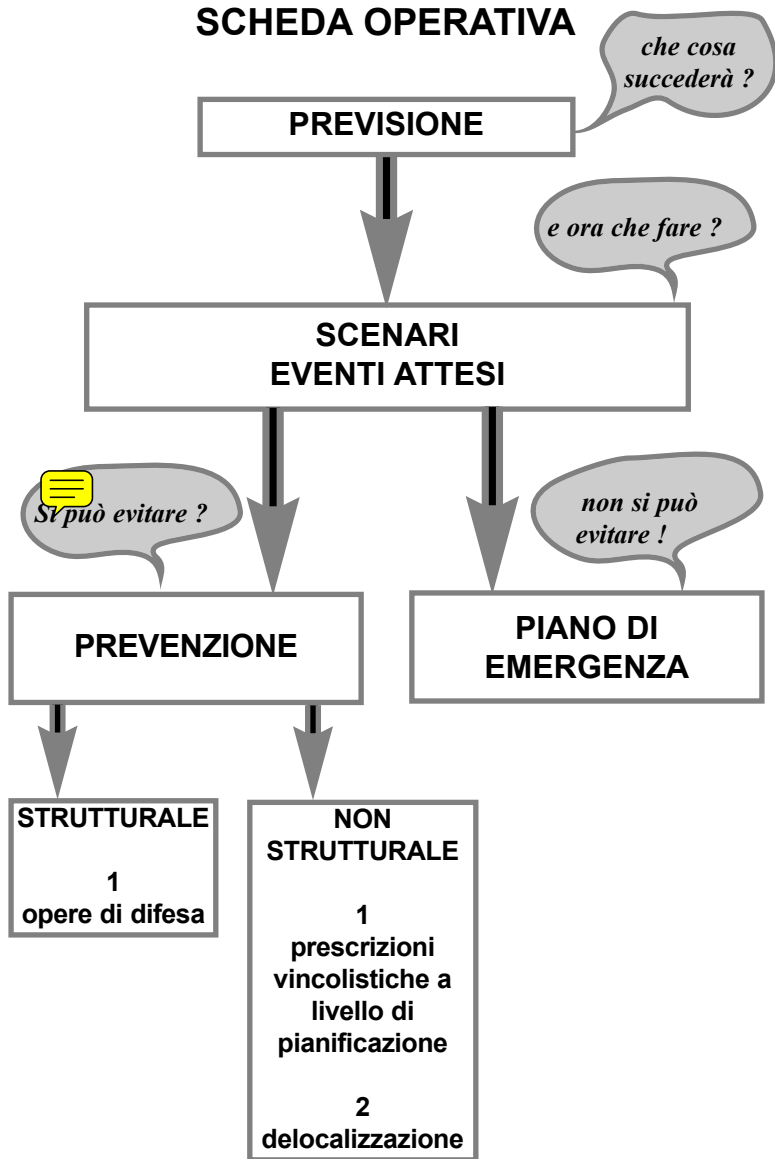 SCHEDA OPERATIVA
che cosa
succederà ?
PREVISIONE
e ora che fare ?
SCENARI
EVENTI ATTESI
Si può evitare ?
non si può
evitare !
PREVENZIONE
PIANO DI
EMERGENZA
STRUTTURALE
1
opere di difesa
NON
STRUTTURALE
1
prescrizioni
vincolistiche a
livello di
pianificazione
2
delocalizzazione